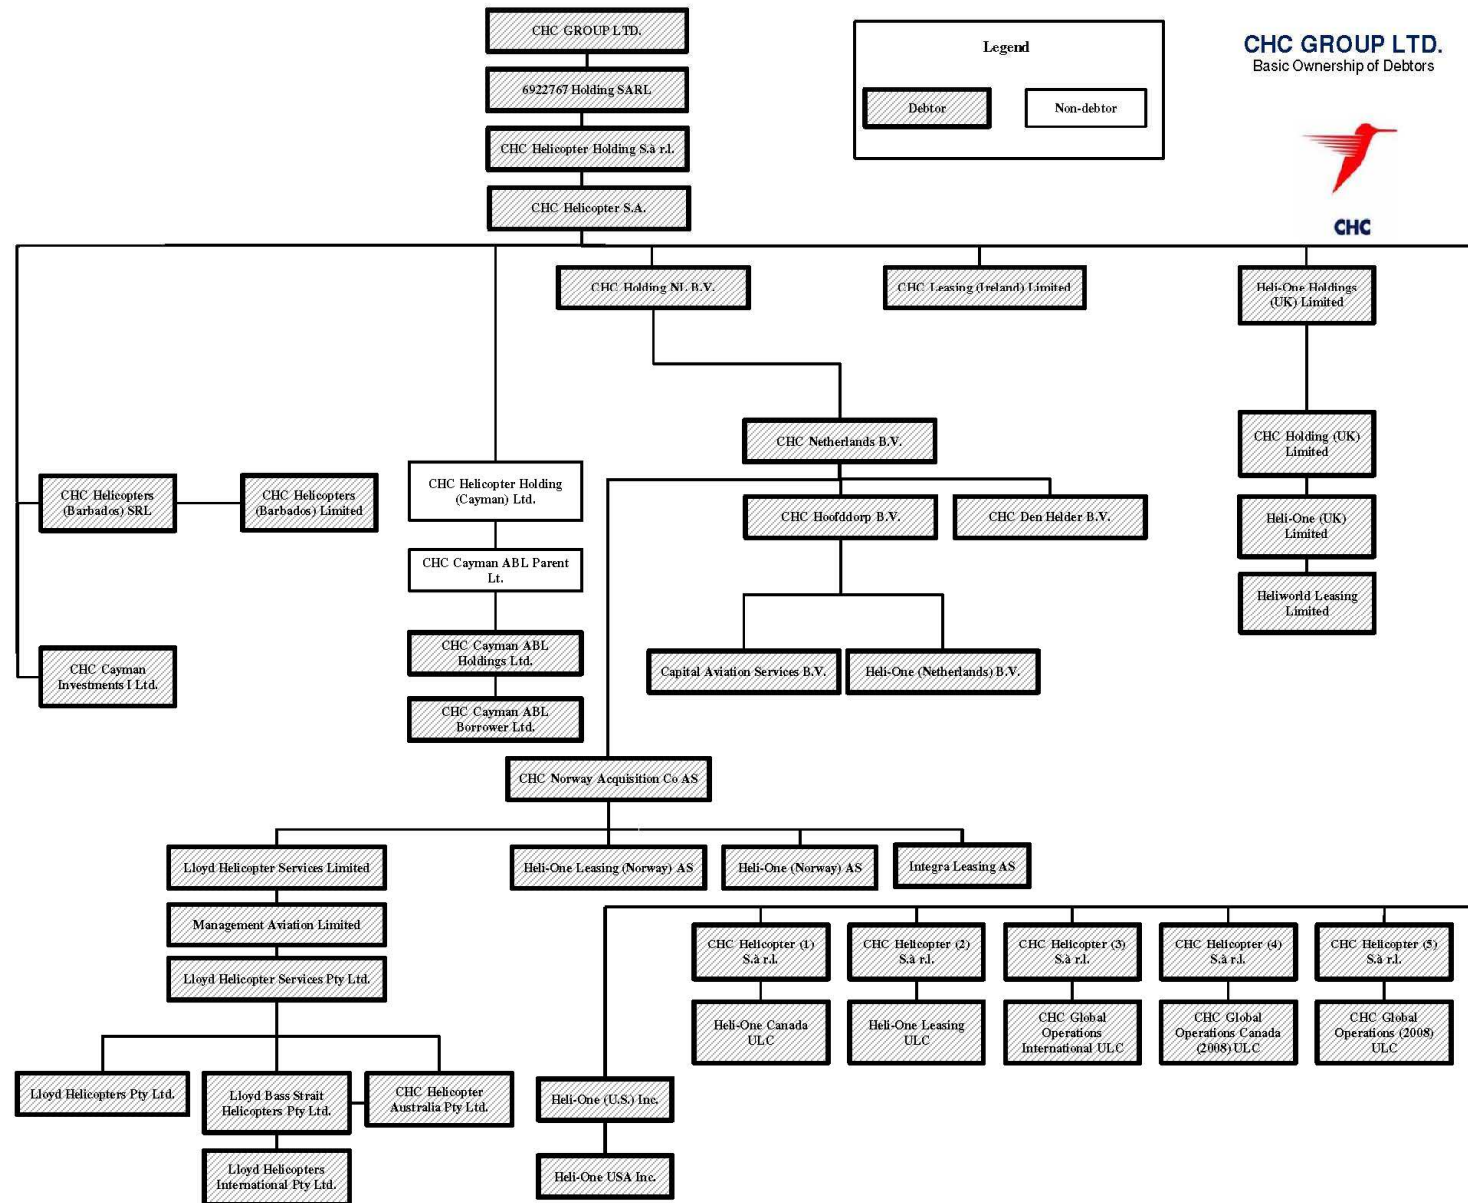 CHC GROUP LTD.
6922767 Holding SARL
CHC Helicopter Holding S.à r.l.
CHC Helicopter S.A.
Legend
Debtor
Non-debtor
CHC GROUP LTD.
Basic Ownership of Debtors
CHC
CHC Holding NL B.V.
CHC Leasing (Ireland) Limited
Heli-One Holdings
(UK) Limited
CHC Netherlands B.V.
CHC Holding (UK)
Limited
CHC Helicopters
(Barbados) SRL
CHC Helicopters
(Barbados) Limited
CHC Helicopter Holding
(Cayman) Ltd.
CHC Hoofddorp B.V.
CHC Den Helder B.V.
Heli-One (UK)
Limited
CHC Cayman ABL Parent
Lt.
Heliworld Leasing
Limited
CHC Cayman
Investments I Ltd.
CHC Cayman ABL
Holdings Ltd.
Capital Aviation Services B.V.
Heli-One (Netherlands) B.V.
CHC Cayman ABL
Borrower Ltd.
CHC Norway Acquisition Co AS
Lloyd Helicopter Services Limited
Heli-One Leasing (Norway) AS
Heli-One (Norway) AS
Integra Leasing AS
Management Aviation Limited
Lloyd Helicopter Services Pty Ltd.
CHC Helicopter (1)
S.à r.l.
CHC Helicopter (2)
S.à r.l.
CHC Helicopter (3)
S.à r.l.
CHC Helicopter (4)
S.à r.l.
CHC Helicopter (5)
S.à r.l.
Heli-One Canada
ULC
Heli-One Leasing
ULC
CHC Global
Operations
International ULC
CHC Global
Operations Canada
(2008) ULC
CHC Global
Operations (2008)
ULC
Lloyd Helicopters Pty Ltd.
Lloyd Bass Strait
Helicopters Pty Ltd.
CHC Helicopter
Australia Pty Ltd.
Heli-One (U.S.) Inc.
Lloyd Helicopters
International Pty Ltd.
Heli-One USA Inc.